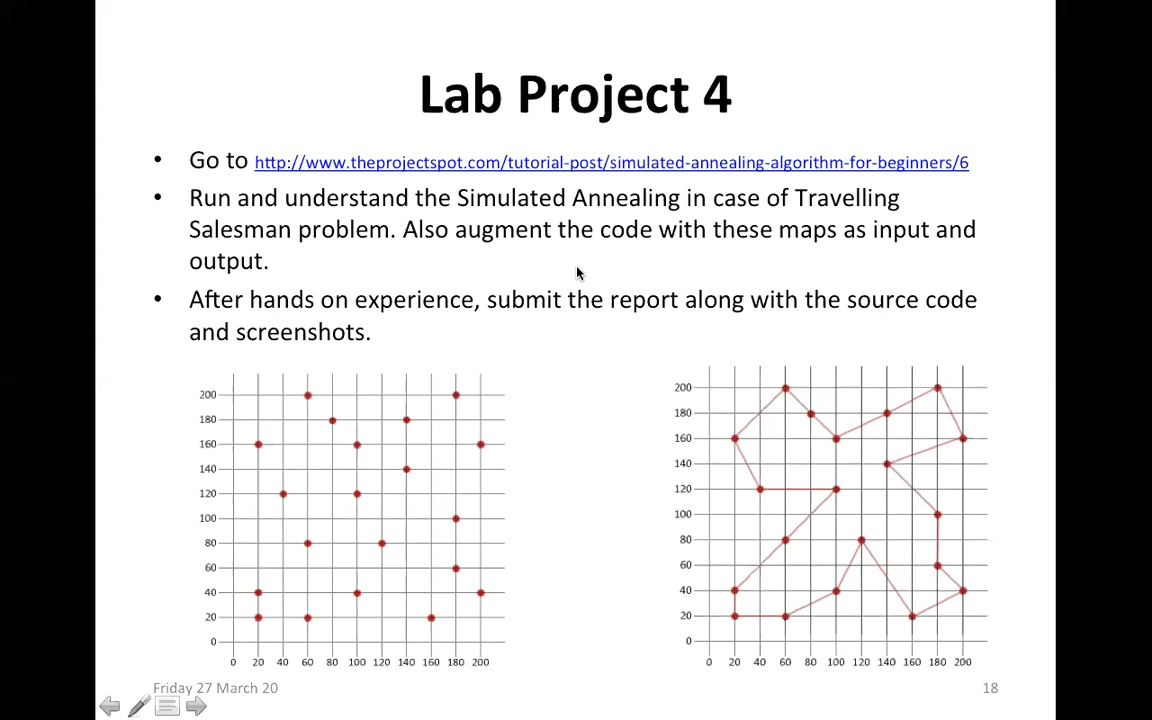 Lab Project 4
• Go to http://www.theprojectspot.com/tutorial-post/simulated-annealing-algorithm-for-beginners/6
• Run and understand the Simulated Annealing in case of Travelling
Salesman problem. Also augment the code with these maps as input and
output.
• After hands on experience, submit the report along with the source code
and screenshots.
200
180
160
140
120
100
80
60
40
20
0
0 20 40 60 80 100 120 140 160 180 200
200
180
160
140
120
100
80
60
40
20
0
0 20 40 60 80 100 120 140 160 180 200
Friday 27 March 20
18